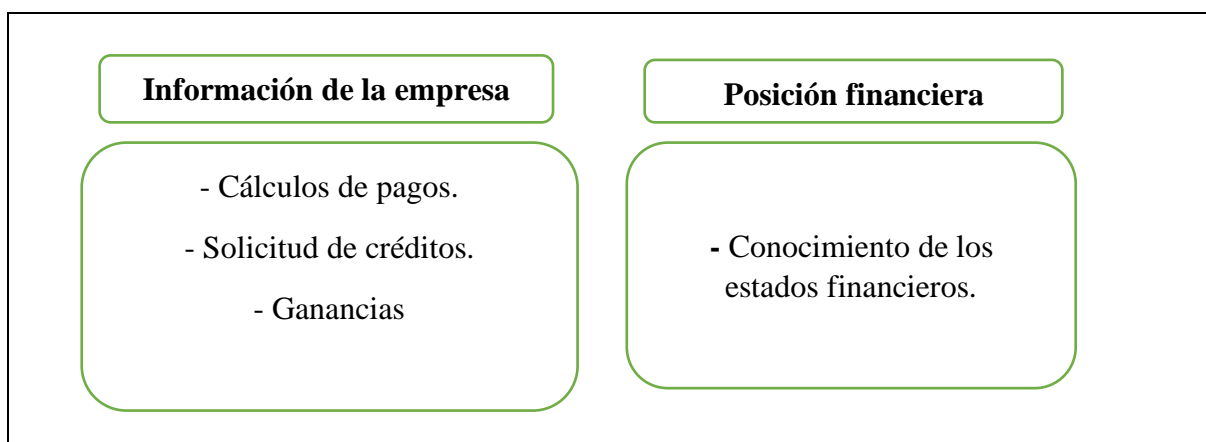 Información de la empresa
- Cálculos de pagos.
- Solicitud de créditos.
- Ganancias
Posición financiera
- Conocimiento de los
estados financieros.